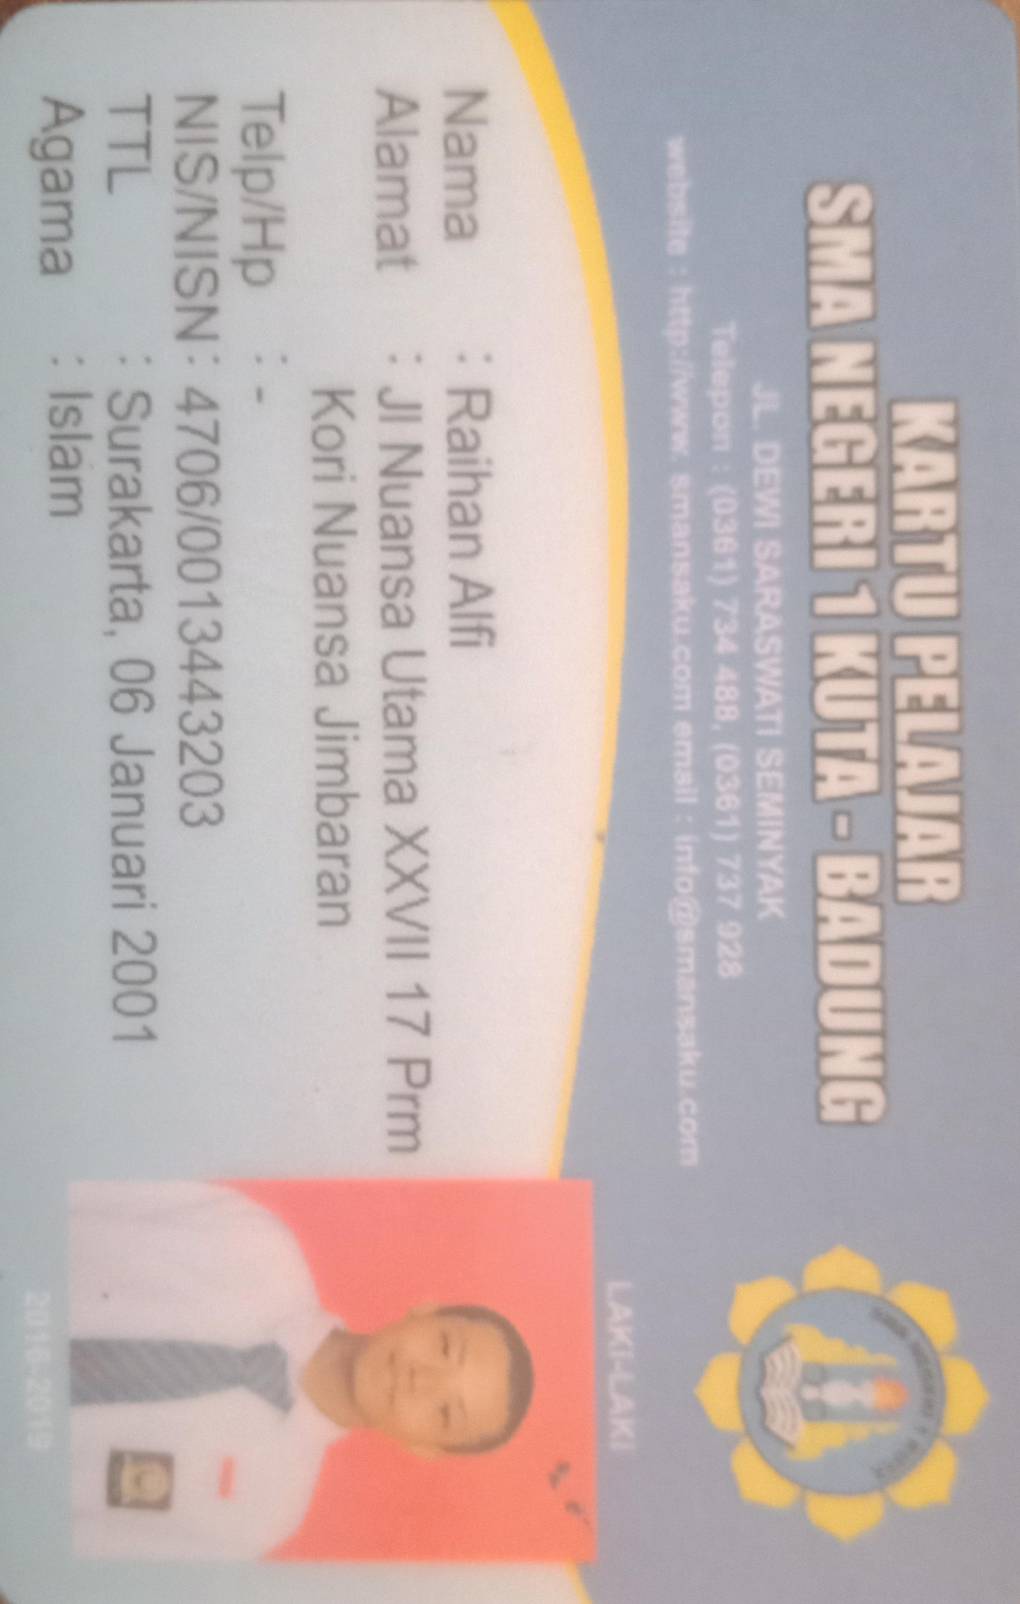 KARTU PELAJAR
SMA NEGERI 1 KUTA - BADUNG
JL. DEWI SARASWATI SEMINYAK
Telepon : (0361) 734 488, (0361) 737 928
website : http://www. smansaku.com email : info@smansaku.com
LAKI-LAKI
Nama : Raihan Alfi
Alamat : Jl Nuansa Utama XXVII 17 Prm
Kori Nuansa Jimbaran
Telp/Hp : -
NIS/NISN : 4706/0013443203
TTL : Surakarta, 06 Januari 2001
Agama : Islam
2016-2019